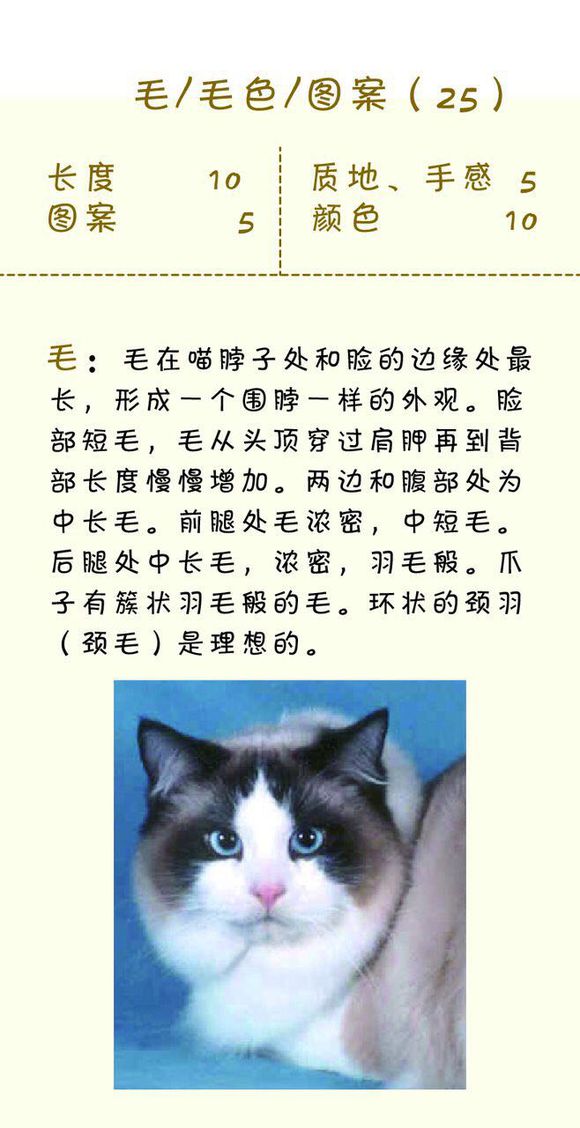 毛/毛色/图案（25）
长度 10 质地、手感 5
图案 5 颜色 10
毛：毛在喵脖子处和脸的边缘处最
长，形成一个围脖一样的外观。脸
部短毛，毛从头顶穿过肩胛再到背
部长度慢慢增加。两边和腹部处为
中长毛。前腿处毛浓密，中短毛。
后腿处中长毛，浓密，羽毛般。爪
子有簇状羽毛般的毛。环状的颈羽
（颈毛）是理想的。